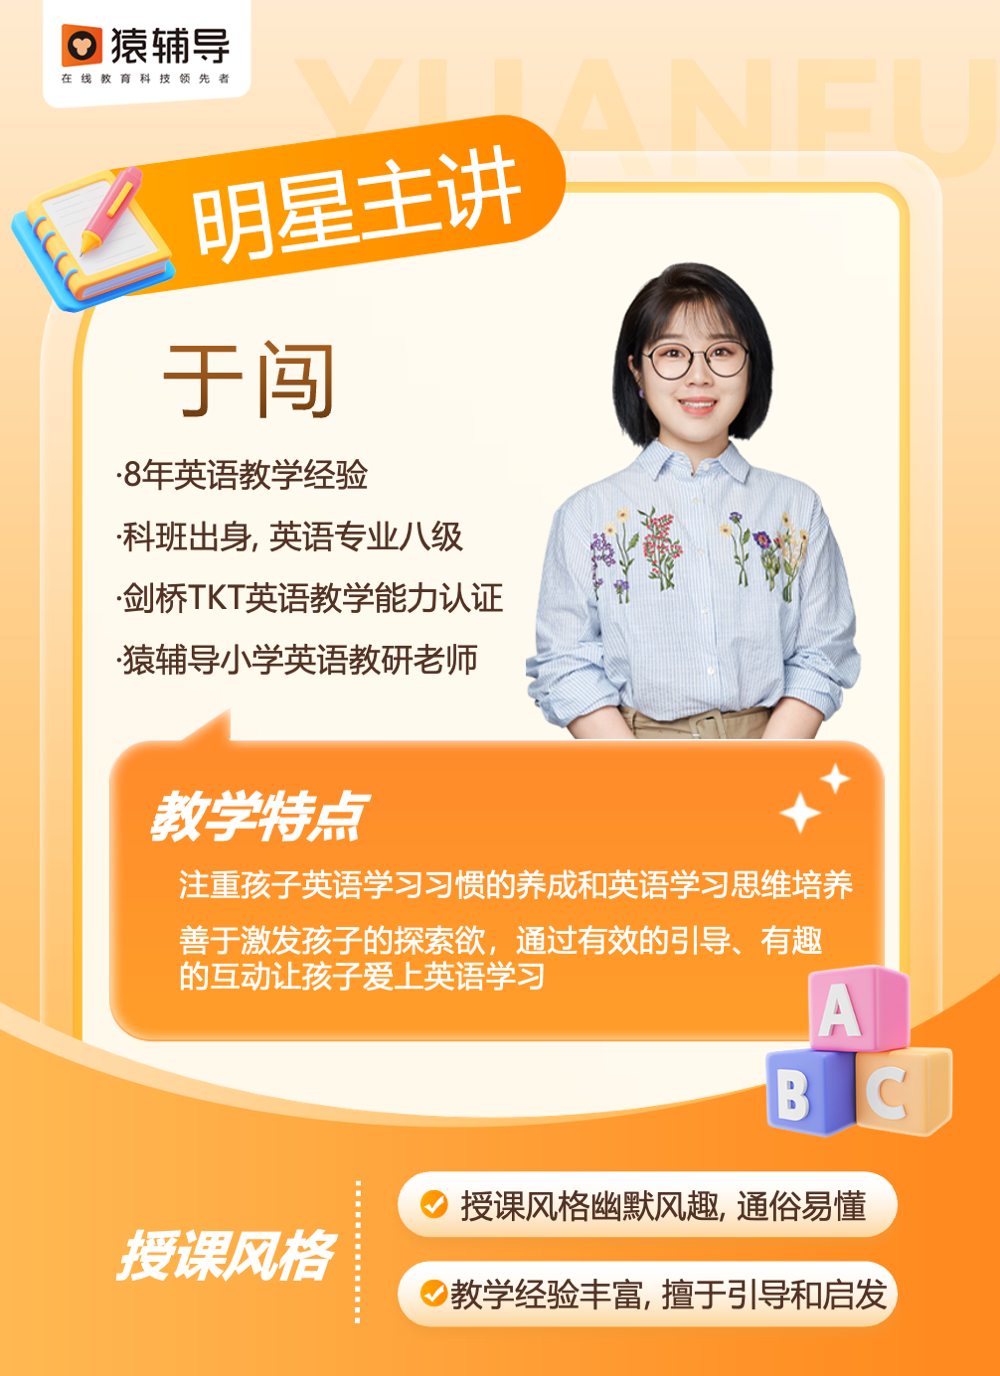 猿辅导
在线教育科技领先者
YUANFU
明星主讲
于闯
·8年英语教学经验
·科班出身, 英语专业八级
·剑桥TKT英语教学能力认证
·猿辅导小学英语教研老师
教学特点
注重孩子英语学习习惯的养成和英语学习思维培养
善于激发孩子的探索欲，通过有效的引导、有趣
的互动让孩子爱上英语学习
A
B C
授课风格
授课风格幽默风趣, 通俗易懂
教学经验丰富, 擅于引导和启发